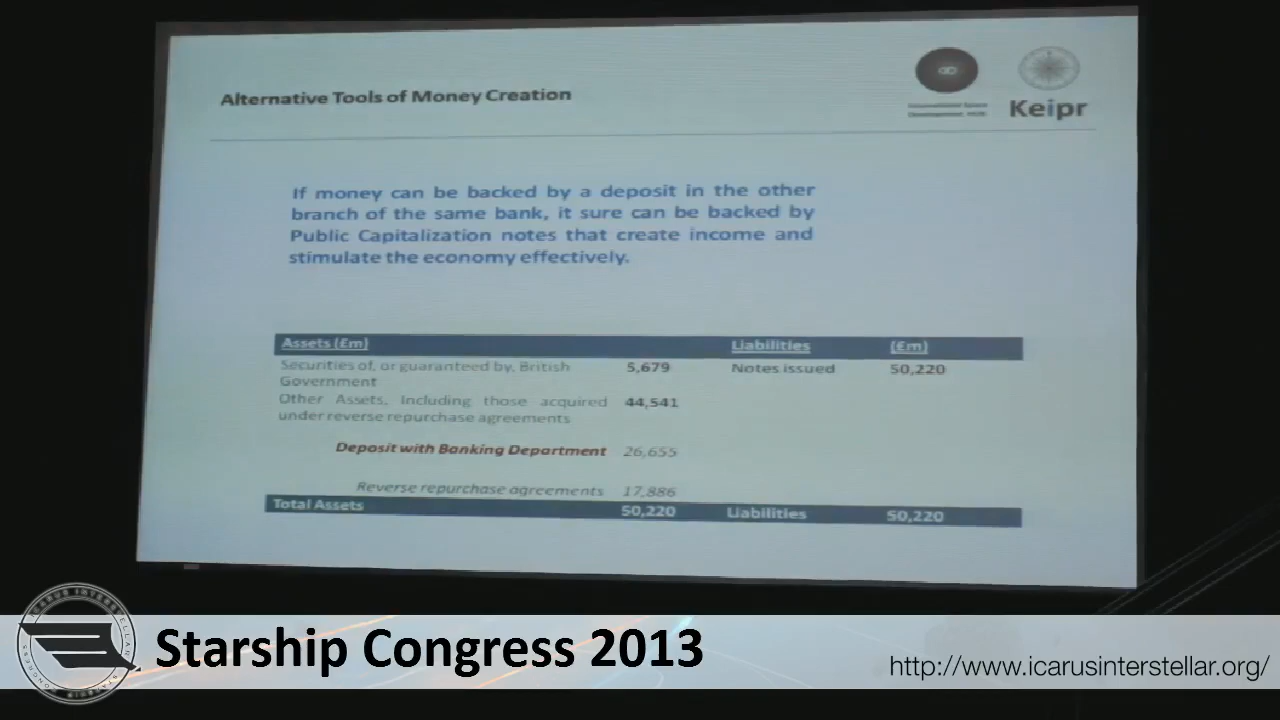 Alternative Tools of Money Creation
Keipr
If money can be backed by a deposit in the other
branch of the same bank, it sure can be backed by
Public Capitalization notes that create income and
stimulate the economy effectively.
Assets (£m) Liabilities (£m)
Securities of, or guaranteed by, British 5,679 Notes issued 50,220
Government
Other Assets, Including those acquired 44,541
under reverse repurchase agreements
Deposit with Banking Department 26,655
Reverse repurchase agreements 17,886
Total Assets 50,220 Liabilities 50,220
ICARUS INTERSTELLAR
STARSHIP CONGRESS
Starship Congress 2013
http://www.icarusinterstellar.org/